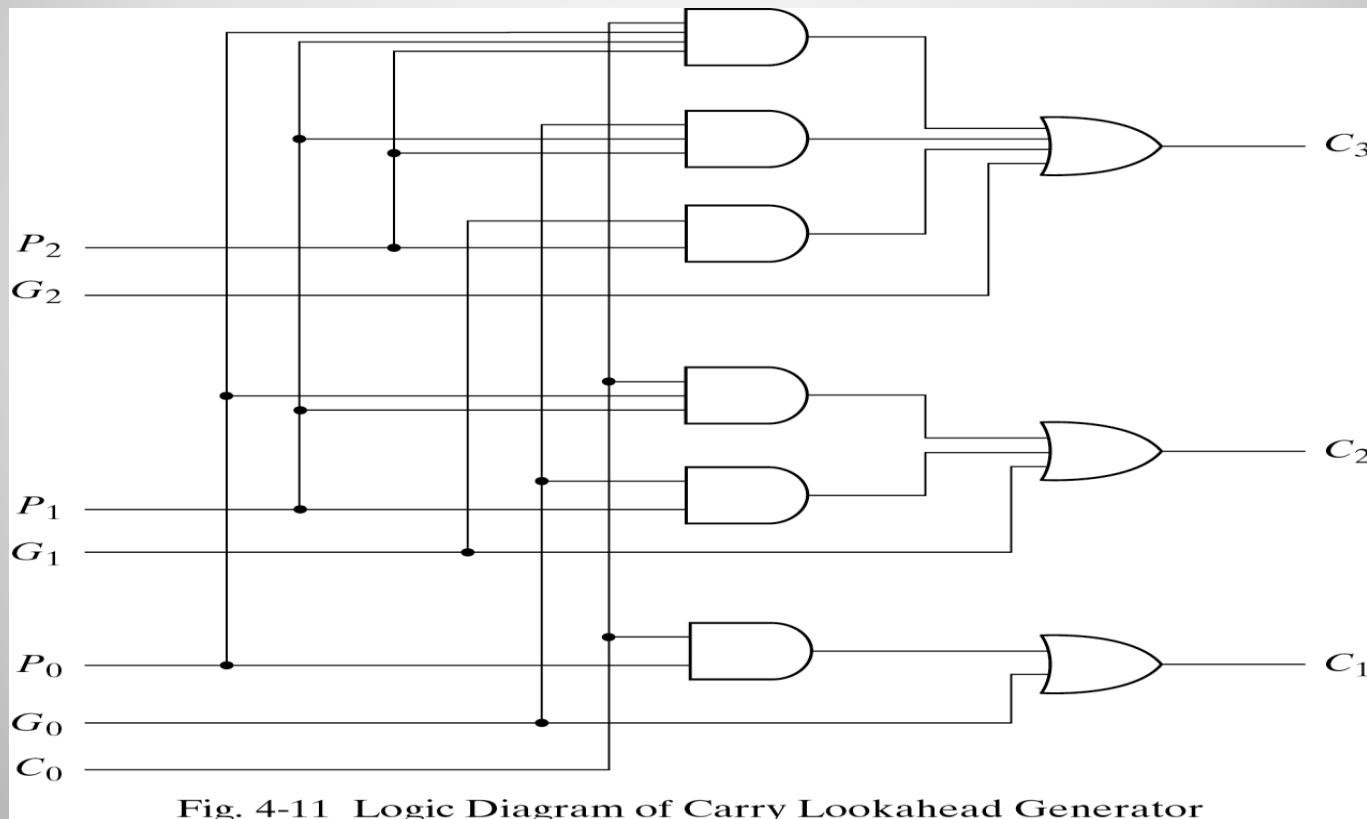 C₃
P₂
G₂
C₂
P₁
G₁
P₀
C₁
G₀
C₀
Fig. 4-11 Logic Diagram of Carry Lookahead Generator